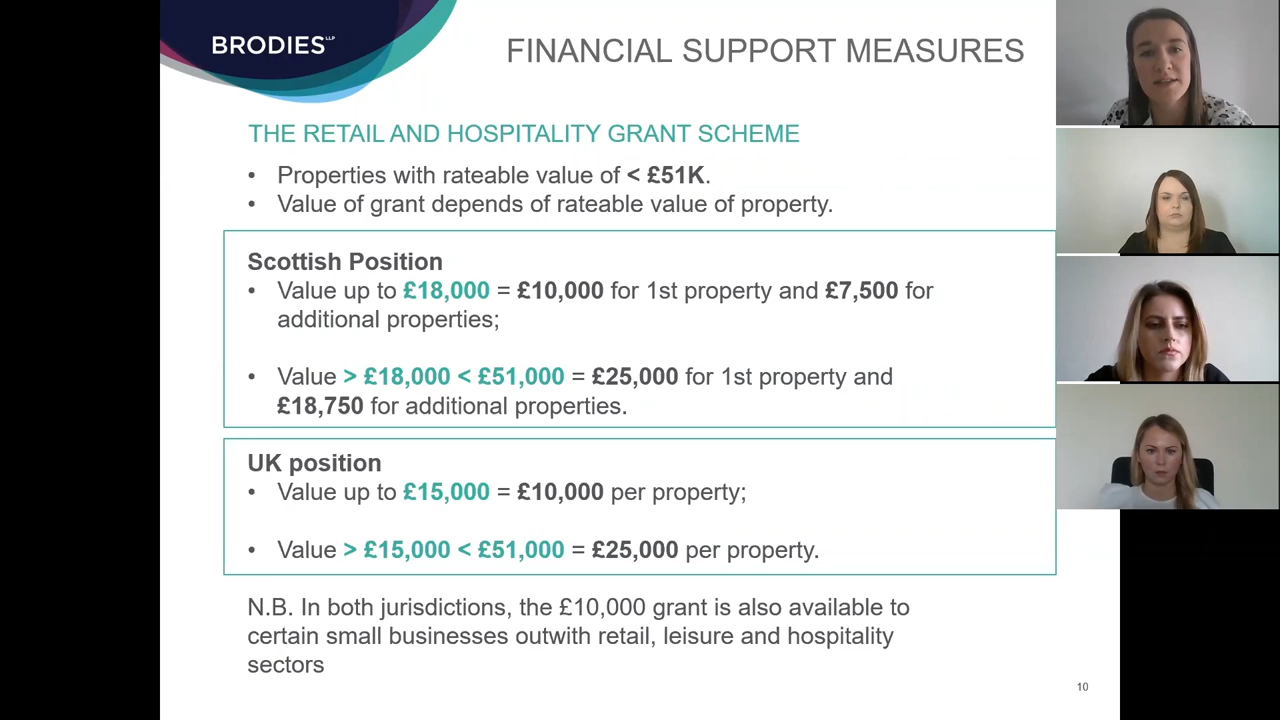 BRODIES LLP
FINANCIAL SUPPORT MEASURES
THE RETAIL AND HOSPITALITY GRANT SCHEME
• Properties with rateable value of < £51K.
• Value of grant depends of rateable value of property.
Scottish Position
• Value up to £18,000 = £10,000 for 1st property and £7,500 for
additional properties;
• Value > £18,000 < £51,000 = £25,000 for 1st property and
£18,750 for additional properties.
UK position
• Value up to £15,000 = £10,000 per property;
• Value > £15,000 < £51,000 = £25,000 per property.
N.B. In both jurisdictions, the £10,000 grant is also available to
certain small businesses outwith retail, leisure and hospitality
sectors
10